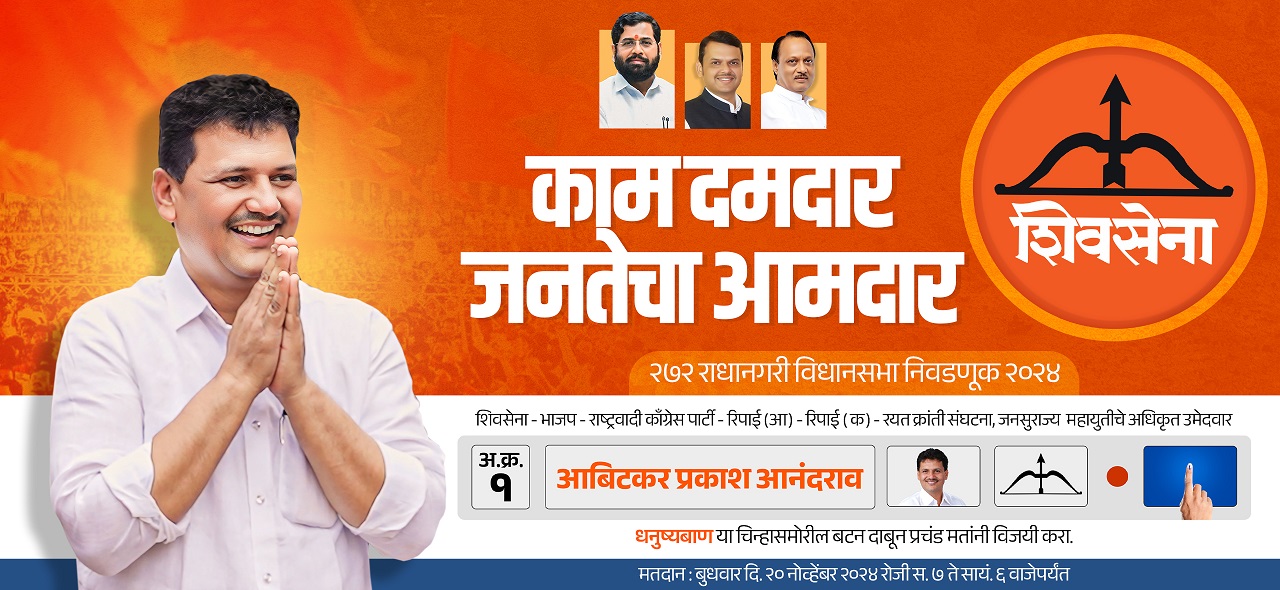 काम दमदार
जनतेचा आमदार
शिवसेना
२७२ राधानगरी विधानसभा निवडणूक २०२४
शिवसेना - भाजप - राष्ट्रवादी काँग्रेस पार्टी - रिपाई (आ) - रिपाई ( क) - रयत क्रांती संघटना, जनसुराज्य महायुतीचे अधिकृत उमेदवार
अ.क्र.
१
आबिटकर प्रकाश आनंदराव
धनुष्यबाण या चिन्हासमोरील बटन दाबून प्रचंड मतांनी विजयी करा.
मतदान : बुधवार दि. २० नोव्हेंबर २०२४ रोजी स. ७ ते सायं. ६ वाजेपर्यंत